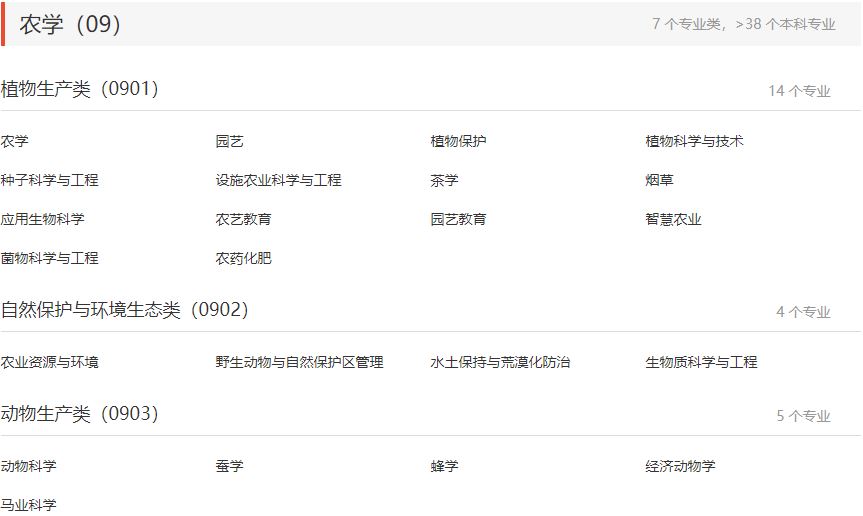 农学（09） 7 个专业类，>38 个本科专业
植物生产类（0901） 14 个专业
农学 园艺 植物保护 植物科学与技术
种子科学与工程 设施农业科学与工程 茶学 烟草
应用生物科学 农艺教育 园艺教育 智慧农业
菌物科学与工程 农药化肥
自然保护与环境生态类（0902） 4 个专业
农业资源与环境 野生动物与自然保护区管理 水土保持与荒漠化防治 生物质科学与工程
动物生产类（0903） 5 个专业
动物科学 蚕学 蜂学 经济动物学
马业科学